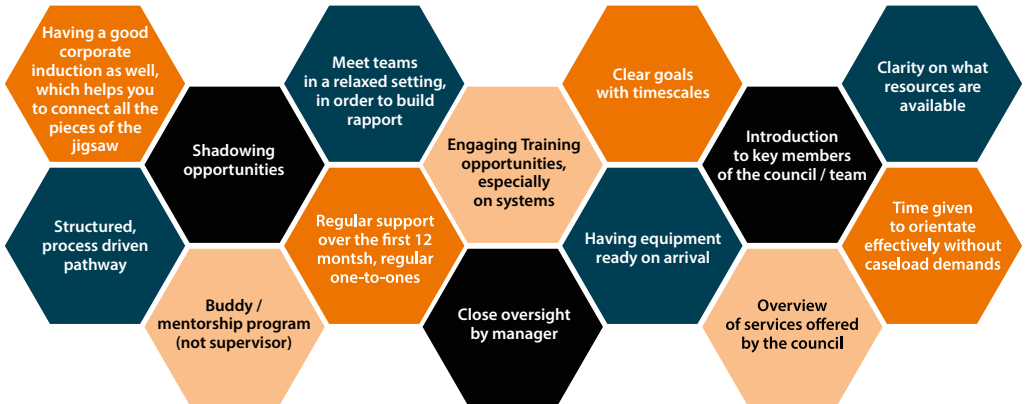 Having a good
corporate
induction as well,
which helps you
to connect all the
pieces of the
jigsaw
Meet teams
in a relaxed setting,
in order to build
rapport
Clear goals
with timescales
Clarity on what
resources are
available
Shadowing
opportunities
Engaging Training
opportunities,
especially
on systems
Introduction
to key members
of the council / team
Structured,
process driven
pathway
Regular support
over the first 12
montsh, regular
one-to-ones
Having equipment
ready on arrival
Time given
to orientate
effectively without
caseload demands
Buddy /
mentorship program
(not supervisor)
Close oversight
by manager
Overview
of services offered
by the council